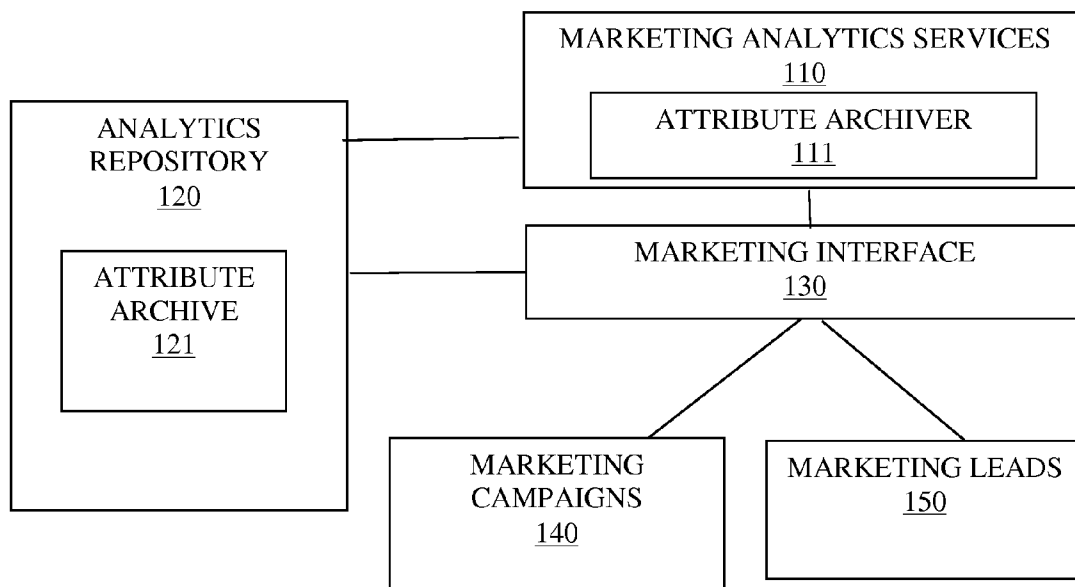 MARKETING ANALYTICS SERVICES
110
ATTRIBUTE ARCHIVER
111
ANALYTICS
REPOSITORY
120
ATTRIBUTE
ARCHIVE
121
MARKETING INTERFACE
130
MARKETING
CAMPAIGNS
140
MARKETING LEADS
150